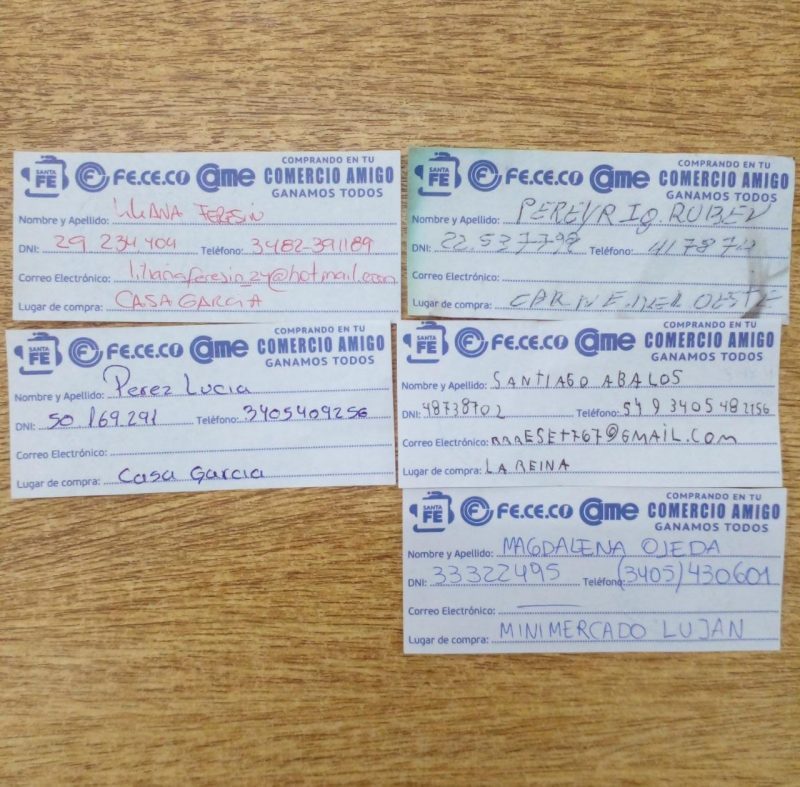 SANTA FE FE.CE.CO Came COMPRANDO EN TU COMERCIO AMIGO GANAMOS TODOS
Nombre y Apellido: LILIANA FERESIN
DNI: 29 234 404 Teléfono: 3482-391189
Correo Electrónico: lilianaferesin_24@hotmail.com
Lugar de compra: CASA GARCIA
SANTA FE FE.CE.CO Came COMPRANDO EN TU COMERCIO AMIGO GANAMOS TODOS
Nombre y Apellido: RUBEN
DNI: Teléfono:
Correo Electrónico:
Lugar de compra: OESTE
SANTA FE FE.CE.CO Came COMPRANDO EN TU COMERCIO AMIGO GANAMOS TODOS
Nombre y Apellido: Perez Lucia
DNI: 50.169.291 Teléfono: 3405409256
Correo Electrónico:
Lugar de compra: Casa Garcia
SANTA FE FE.CE.CO Came COMPRANDO EN TU COMERCIO AMIGO GANAMOS TODOS
Nombre y Apellido: SANTIAGO ABALOS
DNI: 48738702 Teléfono: 54 9 3405 48 2156
Correo Electrónico:
Lugar de compra: LA REINA
SANTA FE FE.CE.CO Came COMPRANDO EN TU COMERCIO AMIGO GANAMOS TODOS
Nombre y Apellido: MAGDALENA OJEDA
DNI: 33322495 Teléfono: (3405) 430601
Correo Electrónico:
Lugar de compra: MINIMERCADO LUJAN